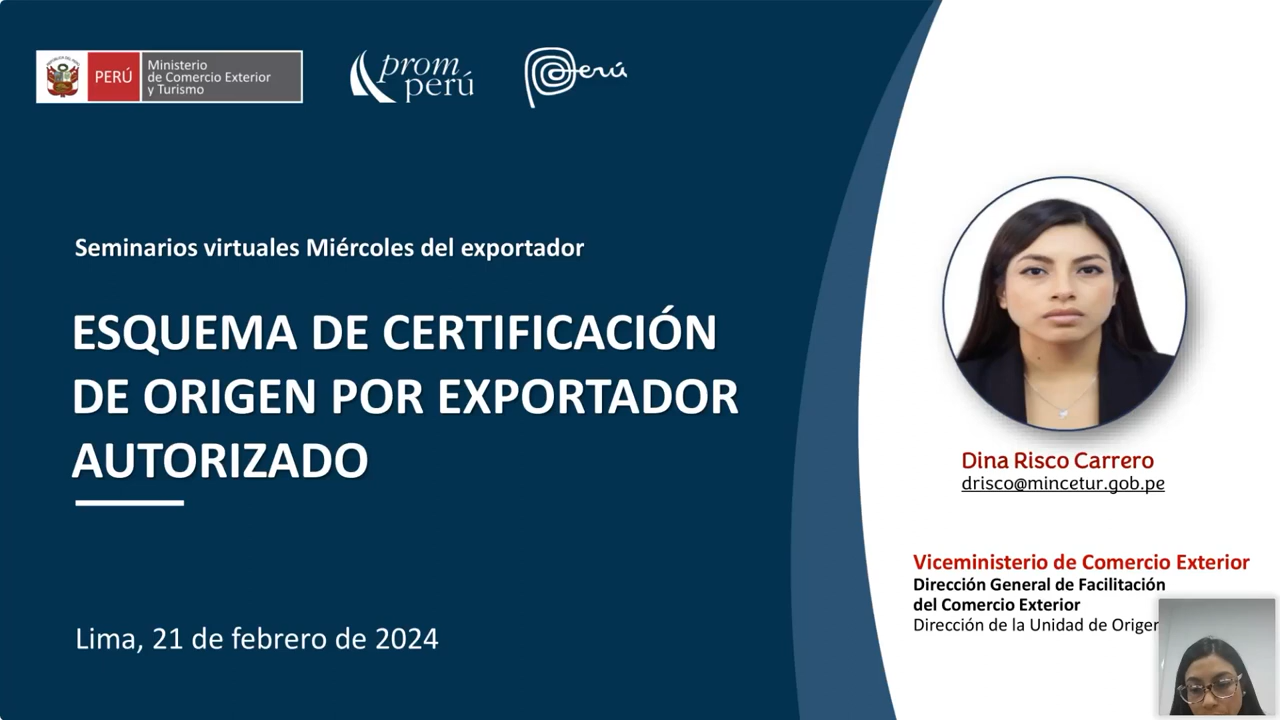 PERÚ
Ministerio
de Comercio Exterior
y Turismo
prom
perú
Perú
Seminarios virtuales Miércoles del exportador
ESQUEMA DE CERTIFICACIÓN
DE ORIGEN POR EXPORTADOR
AUTORIZADO
Lima, 21 de febrero de 2024
Dina Risco Carrero
drisco@mincetur.gob.pe
Viceministerio de Comercio Exterior
Dirección General de Facilitación
del Comercio Exterior
Dirección de la Unidad de Origen